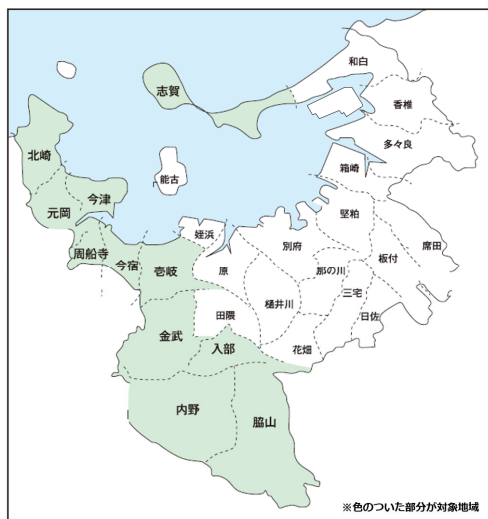 和白
志賀
香椎
多々良
北崎
箱崎
能古
今津
元岡
堅粕
姪浜
別府
席田
周船寺
今宿
壱岐
原
那の川
板付
三宅
樋井川
田隈
日佐
金武
入部
花畑
内野
脇山
※色のついた部分が対象地域